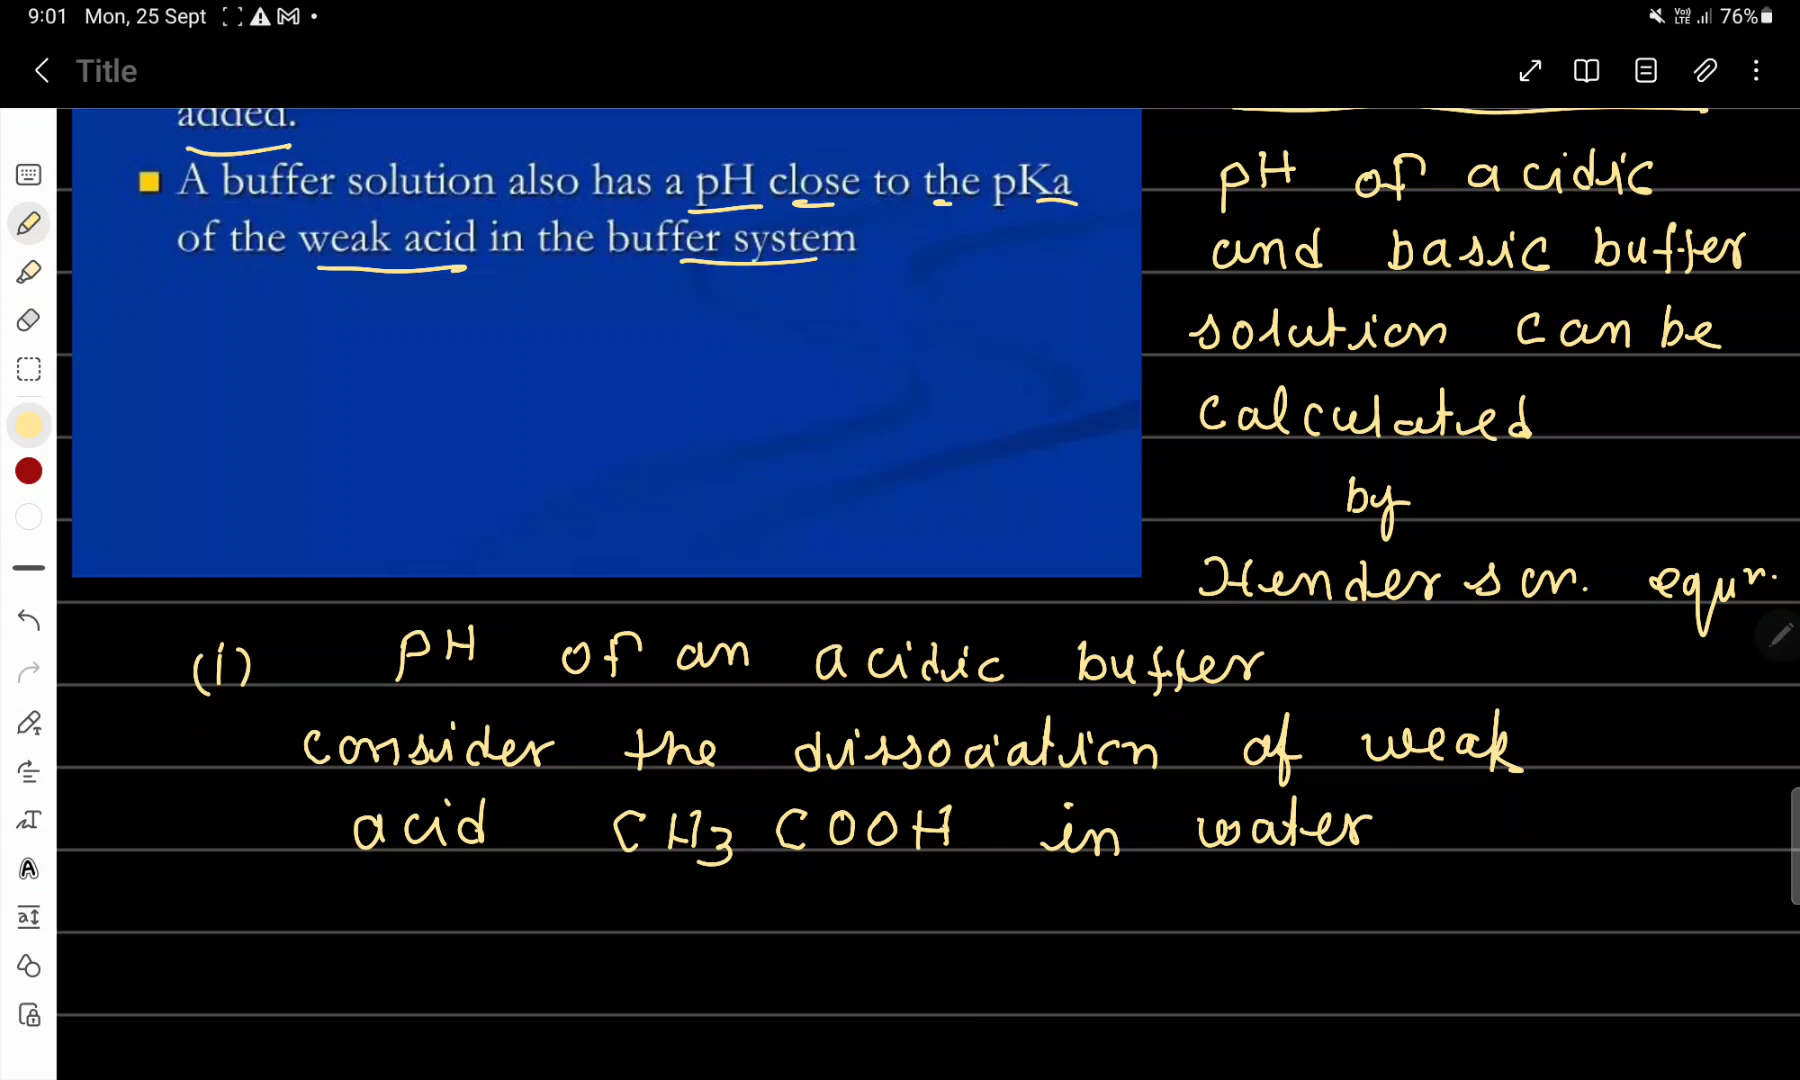 9:01 Mon, 25 Sept
76%
Title
added.
A buffer solution also has a pH close to the pKa
of the weak acid in the buffer system
pH of acidic
and basic buffer
solution can be
calculated
by
Henderson. equn.
(i) PH of an acidic buffer
consider the dissociation of weak
acid CH3 COOH in water